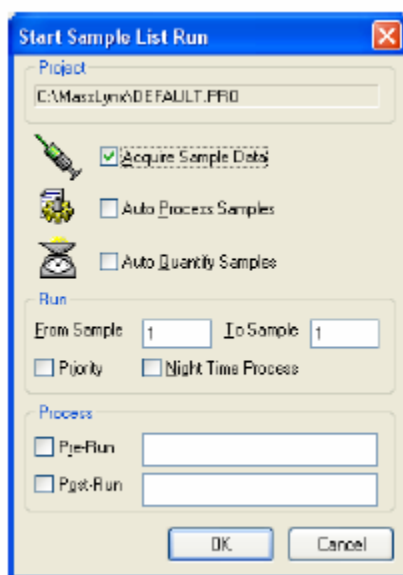 Start Sample List Run
Project
C:\MassLynx\DEFAULT.PRO
Acquire Sample Data
Auto Process Samples
Auto Quantify Samples
Run
From Sample 1 To Sample 1
Priority Night Time Process
Process
Pre-Run
Post-Run
OK Cancel